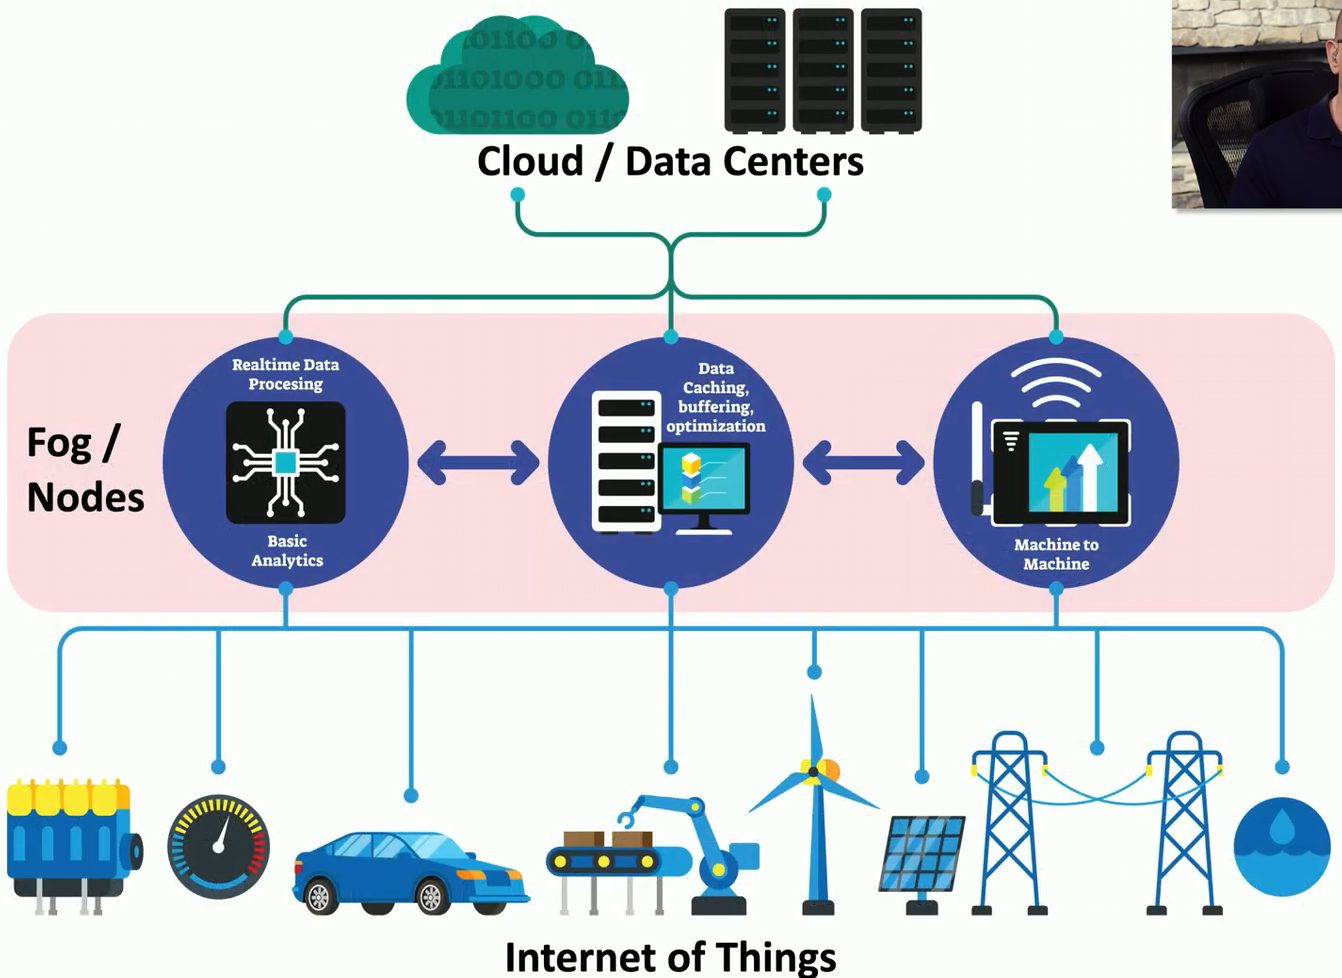 01100 0
01101000 011
01101100 011
Cloud / Data Centers
Realtime Data
Procesing
Basic
Analytics
Data
Caching,
buffering,
optimization
Machine to
Machine
Fog /
Nodes
Internet of Things